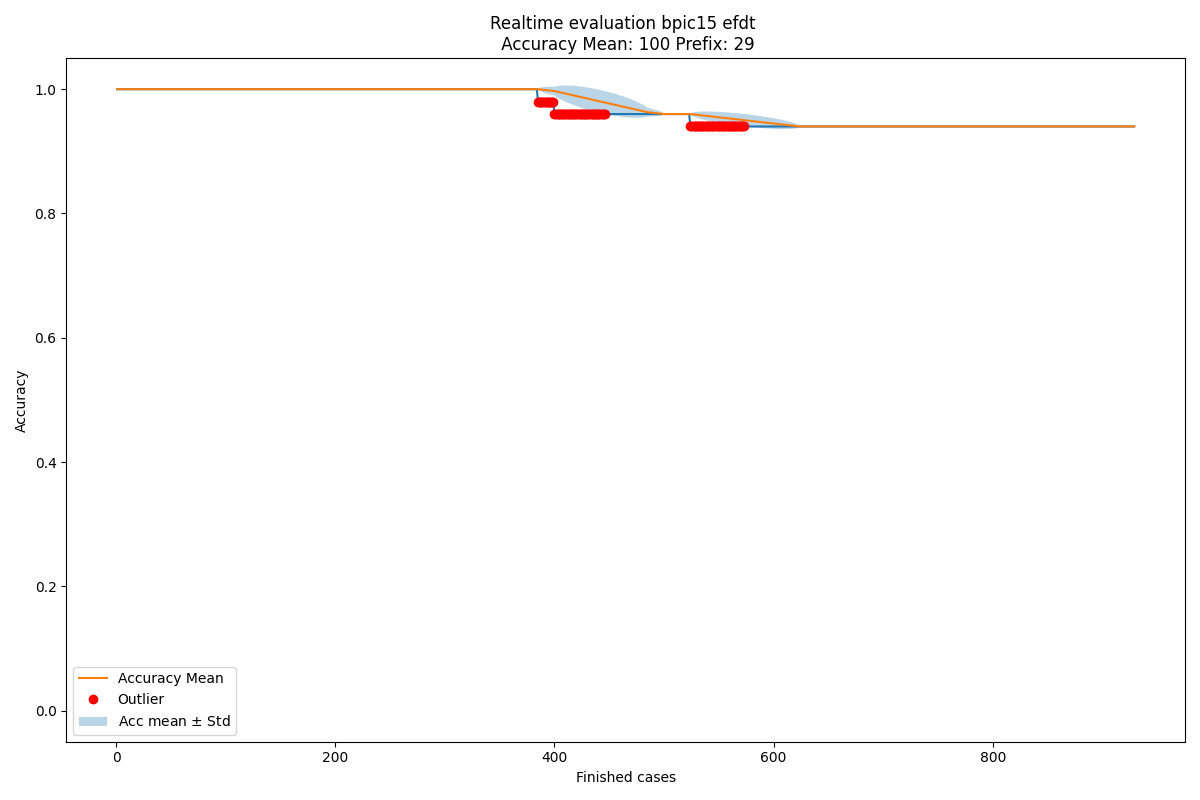 Realtime evaluation bpic15 efdt
Accuracy Mean: 100 Prefix: 29
1.0
0.8
0.6
0.4
0.2
0.0
Accuracy
Accuracy Mean
Outlier
Acc mean ± Std
0
200
400
600
800
Finished cases